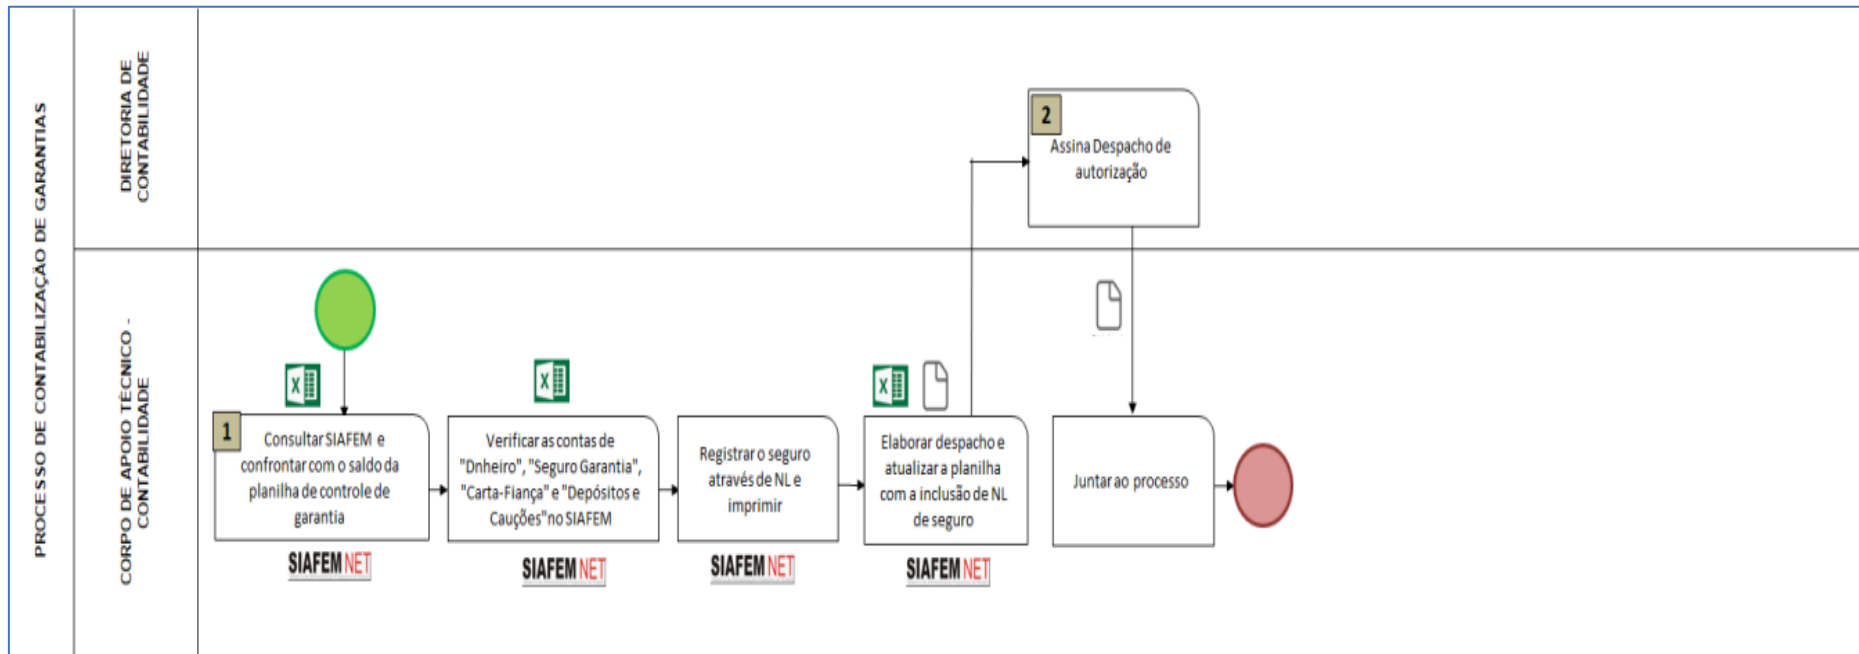 PROCESSO DE CONTABILIZAÇÃO DE GARANTIAS
DIRETORIA DE
CONTABILIDADE
2
Assina Despacho de
autorização
CORPO DE APOIO TÉCNICO -
CONTABILIDADE
1
Consultar SIAFEM e
confrontar com o saldo da
planilha de controle de
garantia
SIAFEM NET
Verificar as contas de
"Dnheiro", "Seguro Garantia",
"Carta-Fiança" e "Depósitos e
Cauções"no SIAFEM
SIAFEM NET
Registrar o seguro
através de NL e
imprimir
SIAFEM NET
Elaborar despacho e
atualizar a planilha
com a inclusão de NL
de seguro
SIAFEM NET
Juntar ao processo